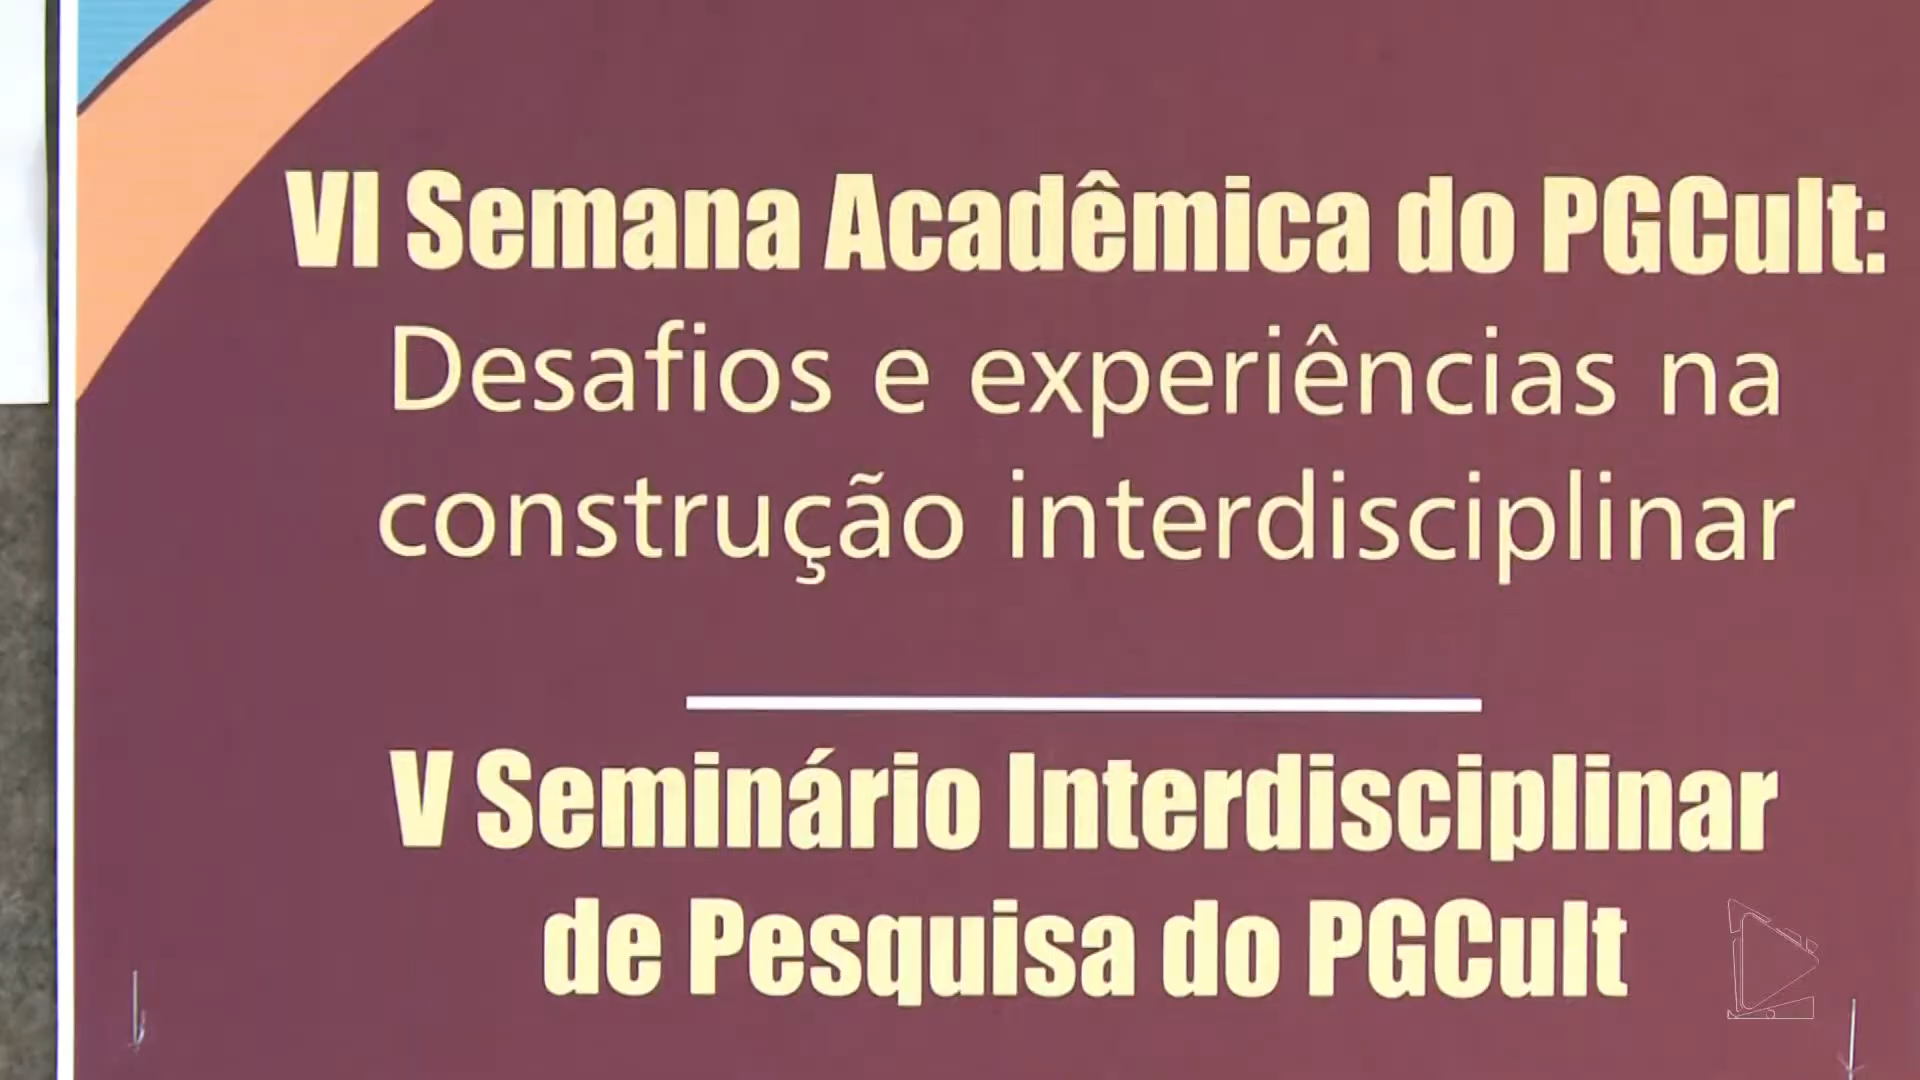 VI Semana Acadêmica do PGCult:
Desafios e experiências na
construção interdisciplinar
V Seminário Interdisciplinar
de Pesquisa do PGCult